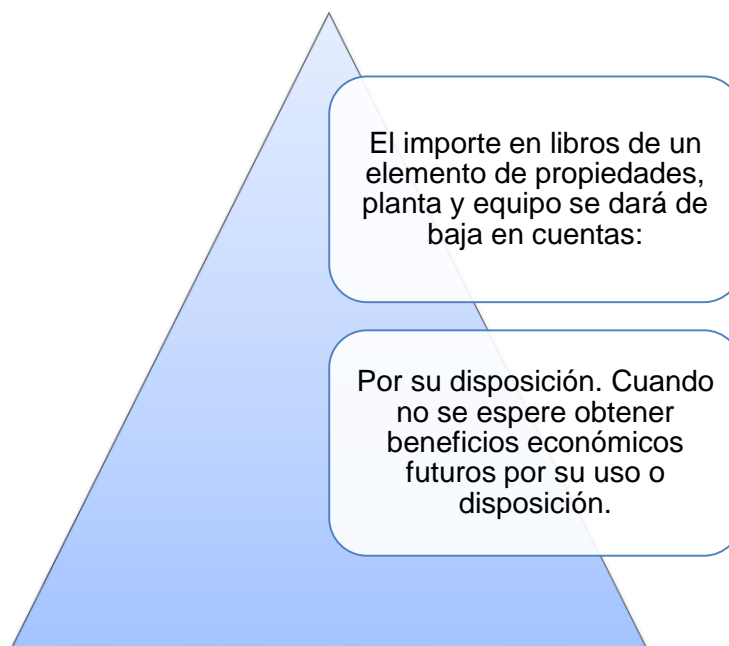 El importe en libros de un
elemento de propiedades,
planta y equipo se dará de
baja en cuentas:
Por su disposición. Cuando
no se espere obtener
beneficios económicos
futuros por su uso o
disposición.